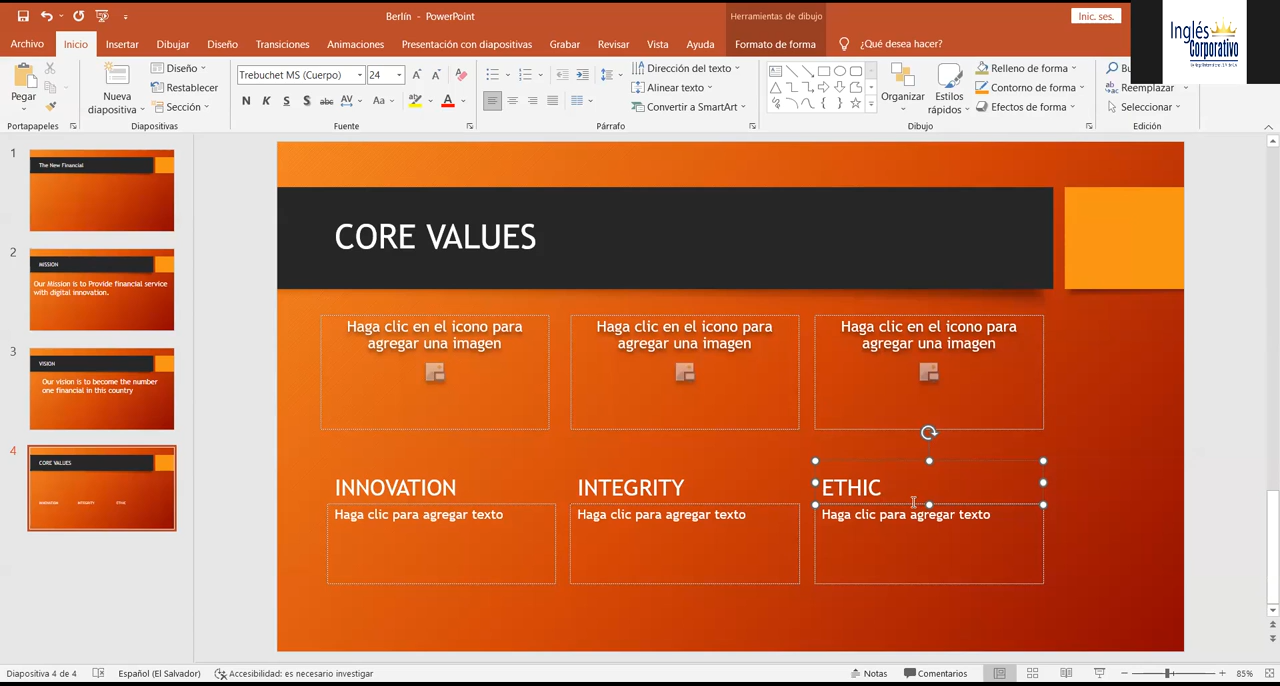 Berlín - PowerPoint
Herramientas de dibujo
Inic. ses.
Archivo
Inicio
Insertar
Dibujar
Diseño
Transiciones
Animaciones
Presentación con diapositivas
Grabar
Revisar
Vista
Ayuda
Formato de forma
¿Qué desea hacer?
Inglés
Corporativo
Pegar
Nueva
diapositiva
Diseño
Restablecer
Sección
Trebuchet MS (Cuerpo)
24
N K S S abc AV Aa A
Dirección del texto
Alinear texto
Convertir a SmartArt
Organizar
Estilos
rápidos
Relleno de forma
Contorno de forma
Efectos de forma
Reemplazar
Seleccionar
Portapapeles
Diapositivas
Fuente
Párrafo
Dibujo
Edición
1
The New Financial
2
MISSION
Our Mission is to Provide financial service
with digital innovation.
3
VISION
Our vision is to become the number
one financial in this country
4
CORE VALUES
INNOVATION
INTEGRITY
ETHIC
CORE VALUES
Haga clic en el icono para
agregar una imagen
Haga clic en el icono para
agregar una imagen
Haga clic en el icono para
agregar una imagen
INNOVATION
INTEGRITY
ETHIC
Haga clic para agregar texto
Haga clic para agregar texto
Haga clic para agregar texto
Diapositiva 4 de 4
Español (El Salvador)
Accesibilidad: es necesario investigar
Notas
Comentarios
85%